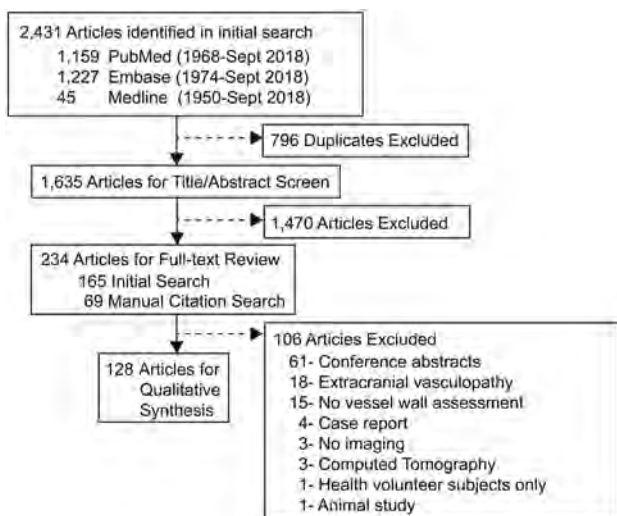 2,431 Articles identified in initial search
1,159 PubMed (1968-Sept 2018)
1,227 Embase (1974-Sept 2018)
45 Medline (1950-Sept 2018)
796 Duplicates Excluded
1,635 Articles for Title/Abstract Screen
1,470 Articles Excluded
234 Articles for Full-text Review
165 Initial Search
69 Manual Citation Search
106 Articles Excluded
61- Conference abstracts
18- Extracranial vasculopathy
15- No vessel wall assessment
4- Case report
3- No imaging
3- Computed Tomography
1- Health volunteer subjects only
1- Animal study
128 Articles for
Qualitative
Synthesis